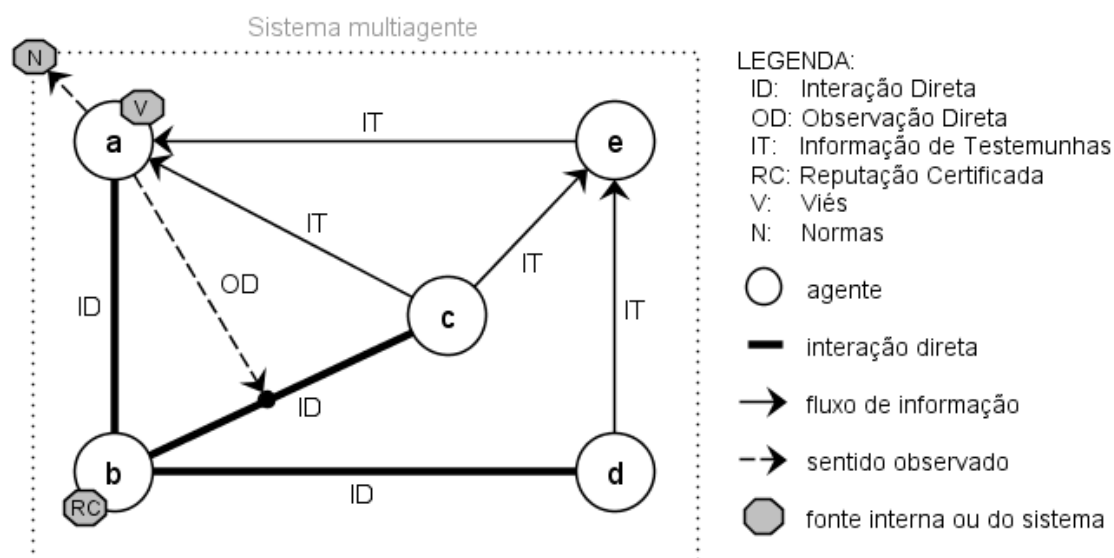 Sistema multiagente
N
V
a
IT
e
IT
IT
OD
ID
c
IT
ID
b
RC
ID
d
LEGENDA:
ID: Interação Direta
OD: Observação Direta
IT: Informação de Testemunhas
RC: Reputação Certificada
V: Viés
N: Normas
agente
interação direta
fluxo de informação
sentido observado
fonte interna ou do sistema